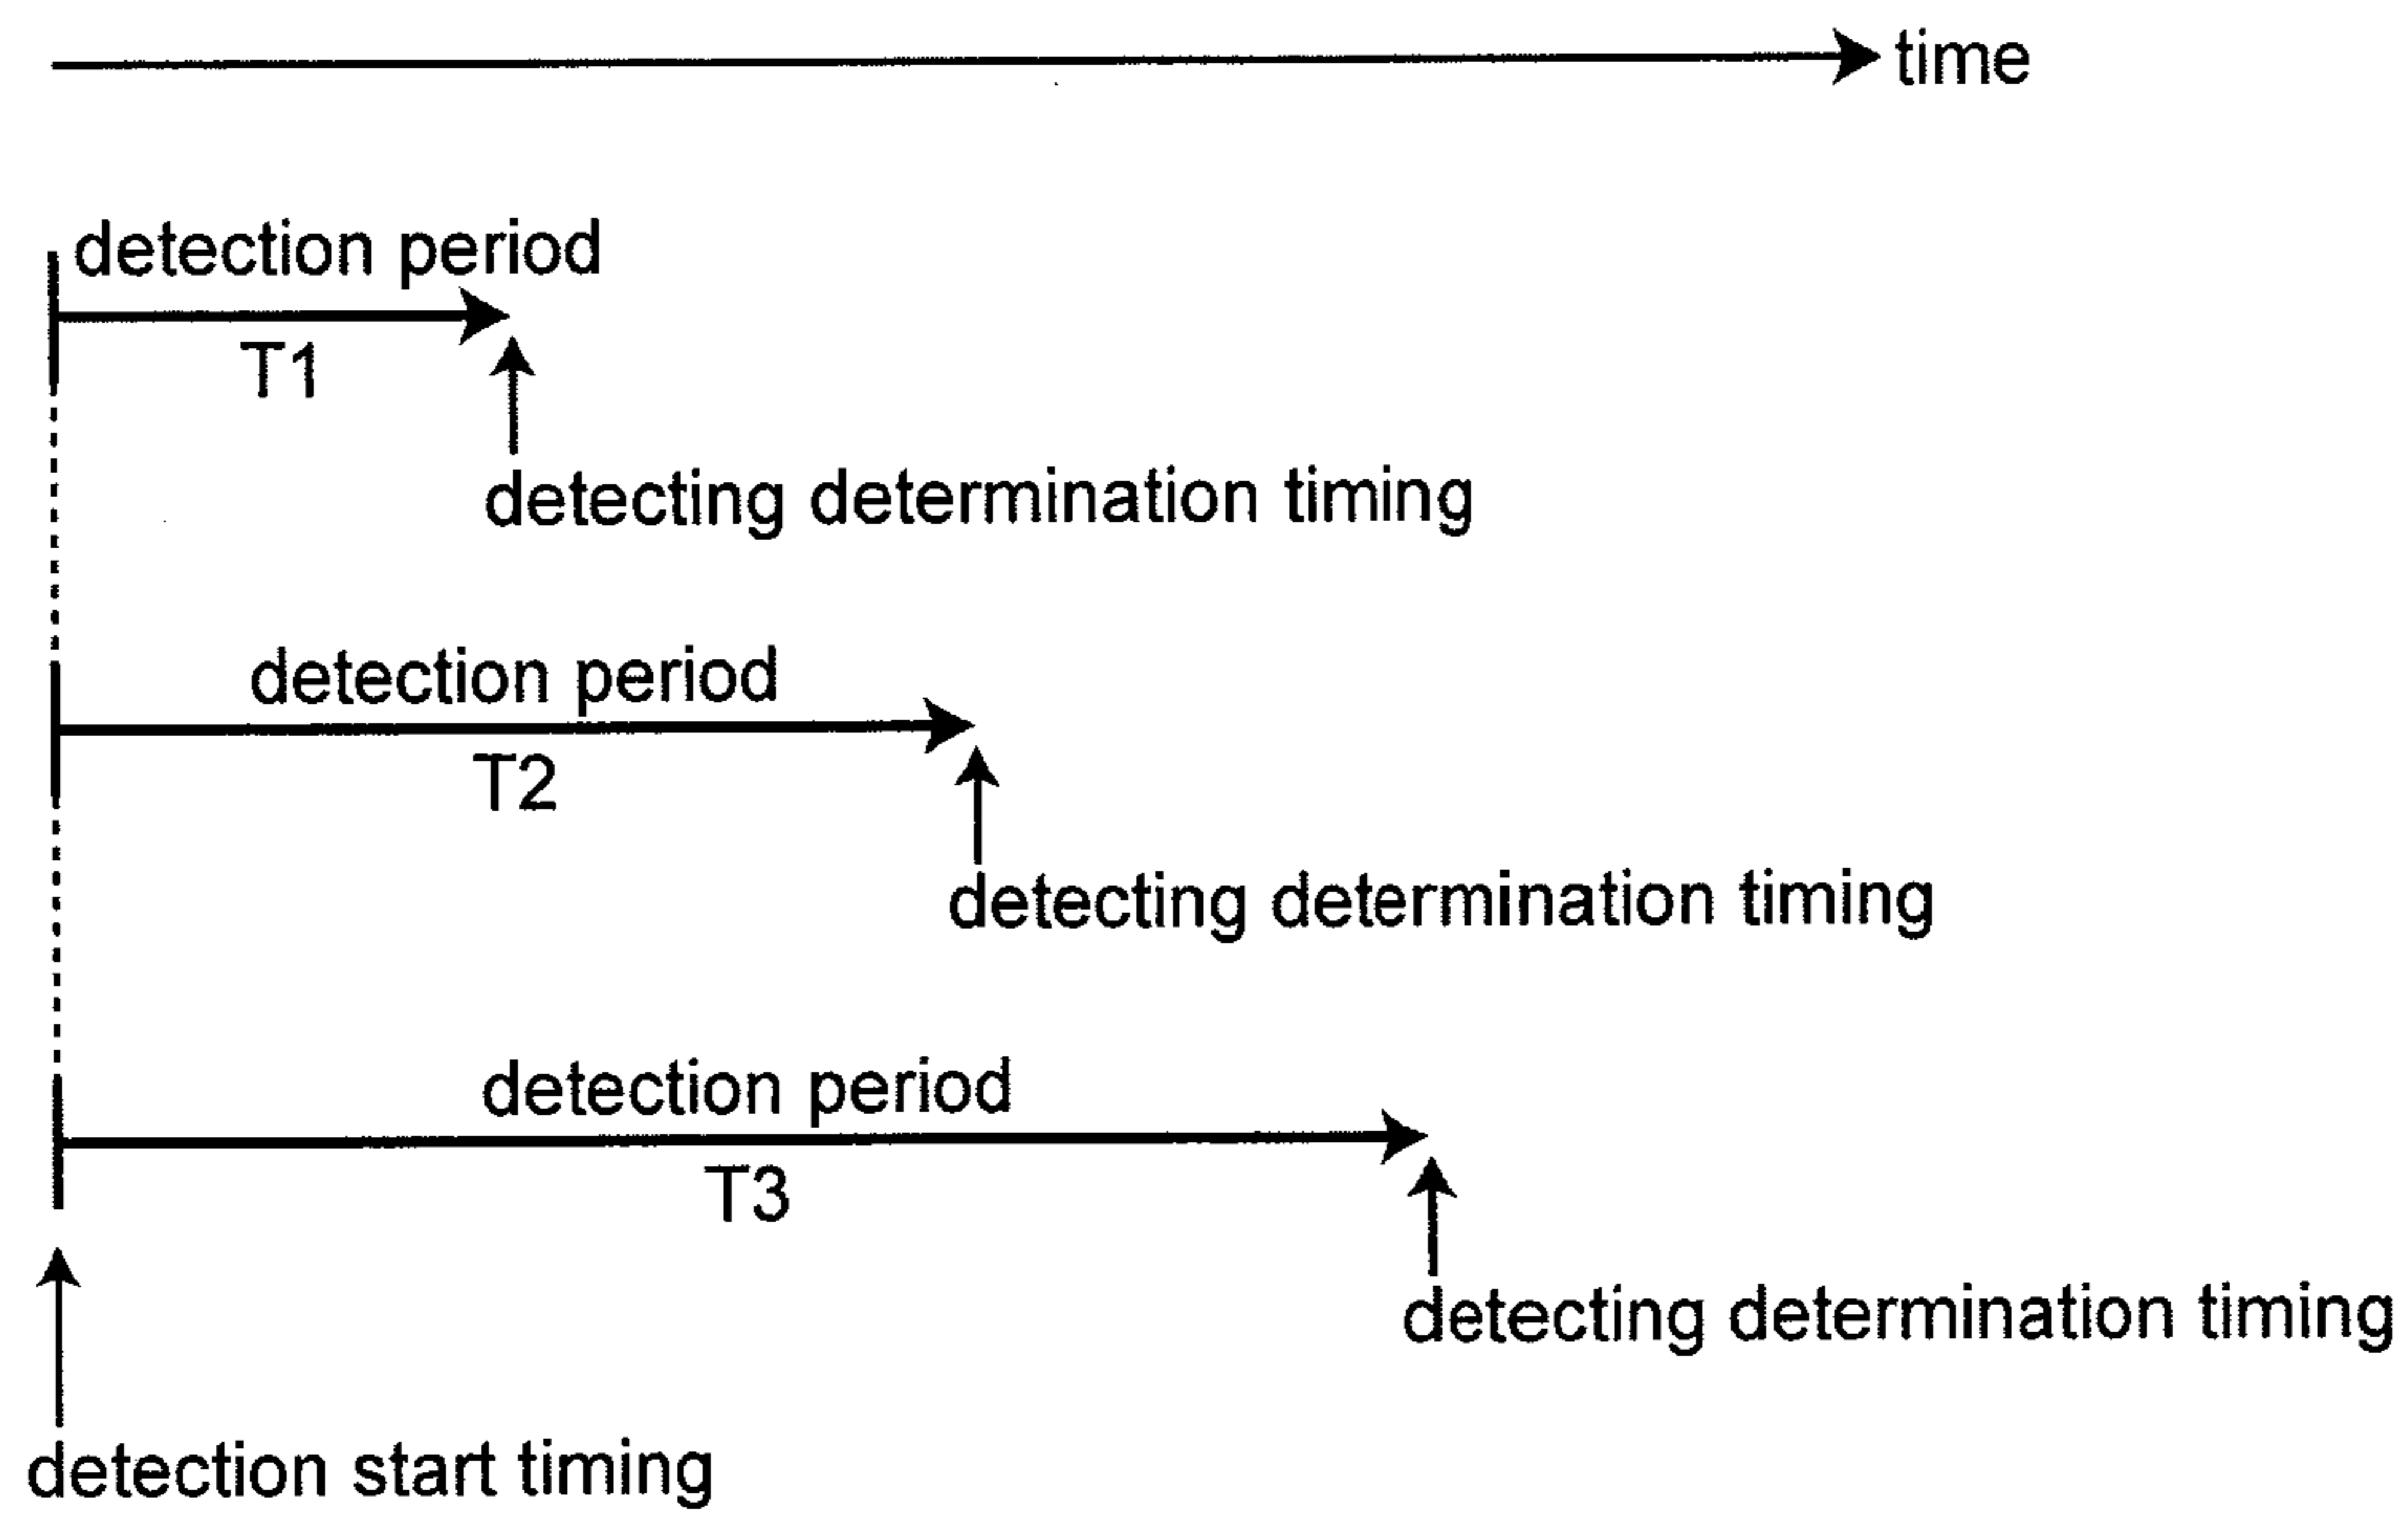 time
detection period
T1
detecting determination timing
detection period
T2
detecting determination timing
detection period
T3
detecting determination timing
detection start timing